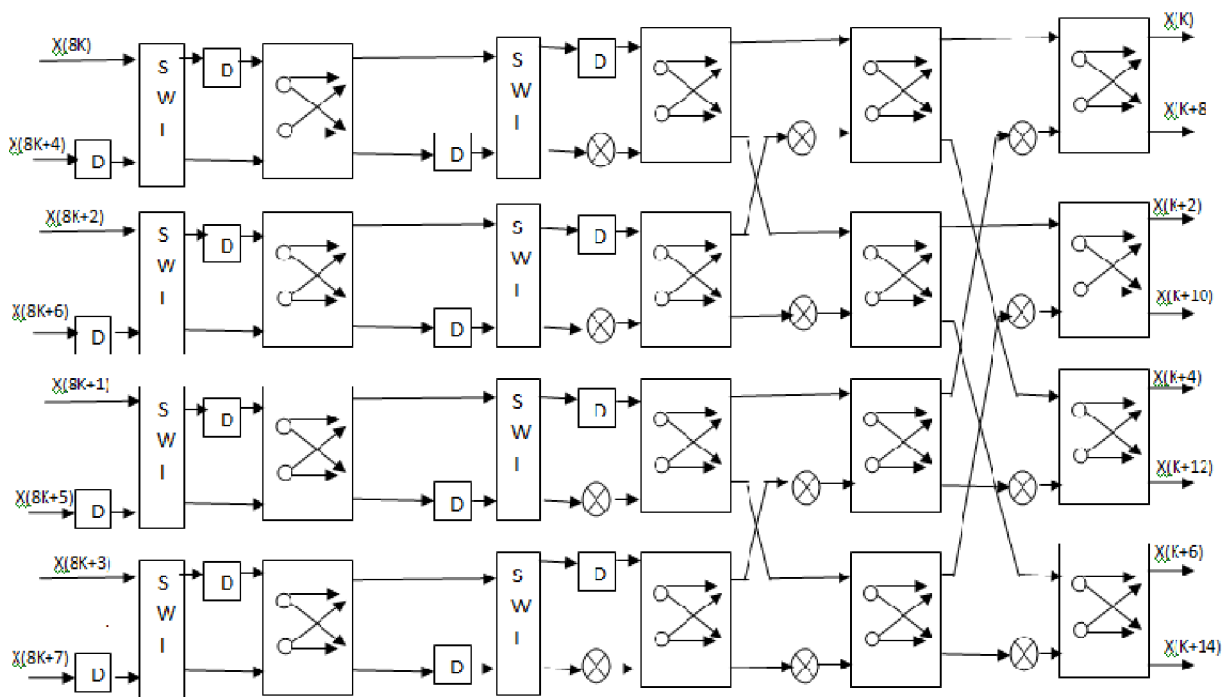 X(8K)
S
W
I
D
S
W
I
D
X(K)
X(8K+4)
D
D
X(K+8
X(8K+2)
S
W
I
D
S
W
I
D
X(K+2)
X(8K+6)
D
D
X(K+10)
X(8K+1)
S
W
I
D
S
W
I
D
X(K+4)
X(8K+5)
D
D
X(K+12)
X(8K+3)
S
W
I
D
S
W
I
D
X(K+6)
X(8K+7)
D
D
X(K+14)